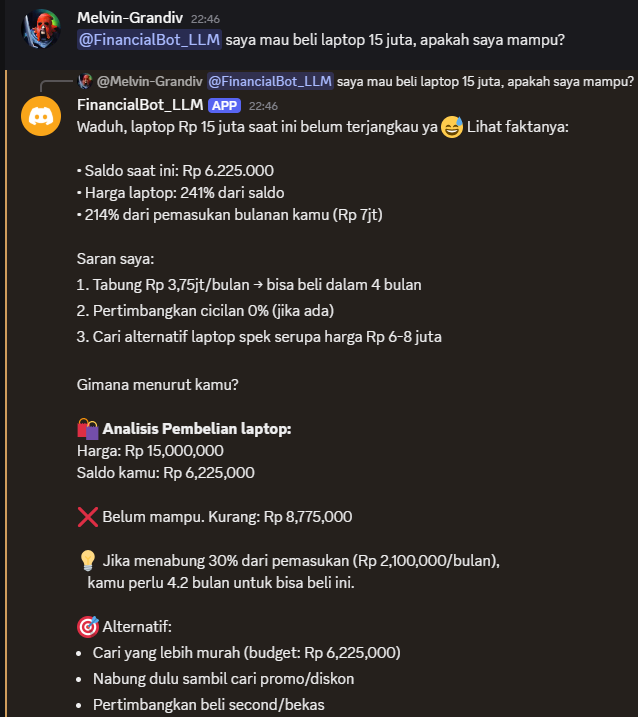 Melvin-Grandiv 22:46
@FinancialBot_LLM saya mau beli laptop 15 juta, apakah saya mampu?
@Melvin-Grandiv @FinancialBot_LLM saya mau beli laptop 15 juta, apakah saya mampu?
FinancialBot_LLM APP 22:46
Waduh, laptop Rp 15 juta saat ini belum terjangkau ya 😅 Lihat faktanya:
• Saldo saat ini: Rp 6.225.000
• Harga laptop: 241% dari saldo
• 214% dari pemasukan bulanan kamu (Rp 7jt)
Saran saya:
1. Tabung Rp 3,75jt/bulan → bisa beli dalam 4 bulan
2. Pertimbangkan cicilan 0% (jika ada)
3. Cari alternatif laptop spek serupa harga Rp 6-8 juta
Gimana menurut kamu?
🛍️ Analisis Pembelian laptop:
Harga: Rp 15,000,000
Saldo kamu: Rp 6,225,000
❌ Belum mampu. Kurang: Rp 8,775,000
💡 Jika menabung 30% dari pemasukan (Rp 2,100,000/bulan),
kamu perlu 4.2 bulan untuk bisa beli ini.
🎯 Alternatif:
• Cari yang lebih murah (budget: Rp 6,225,000)
• Nabung dulu sambil cari promo/diskon
• Pertimbangkan beli second/bekas